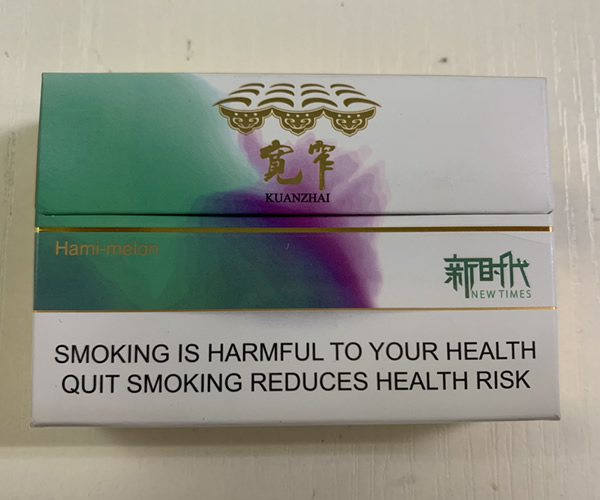 寛窄
KUANZHAI
Hami-melon
新时代
NEW TIMES
SMOKING IS HARMFUL TO YOUR HEALTH
QUIT SMOKING REDUCES HEALTH RISK